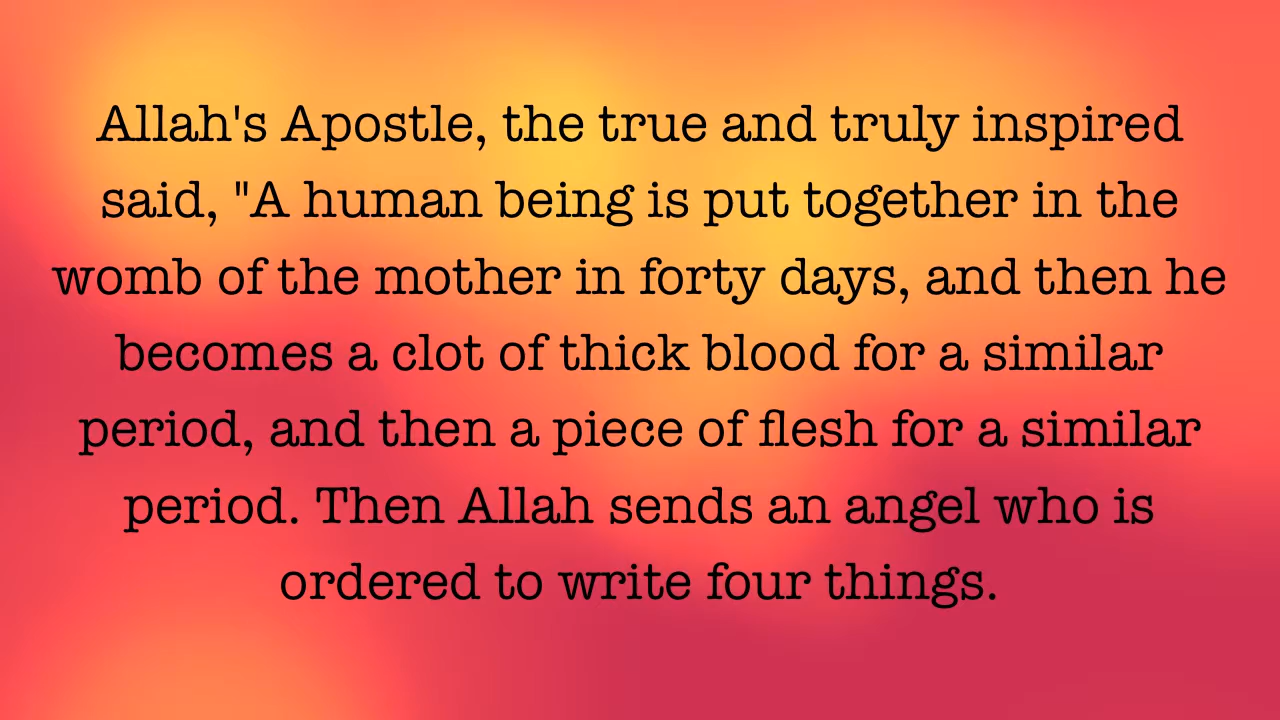 Allah's Apostle, the true and truly inspired
said, "A human being is put together in the
womb of the mother in forty days, and then he
becomes a clot of thick blood for a similar
period, and then a piece of flesh for a similar
period. Then Allah sends an angel who is
ordered to write four things.